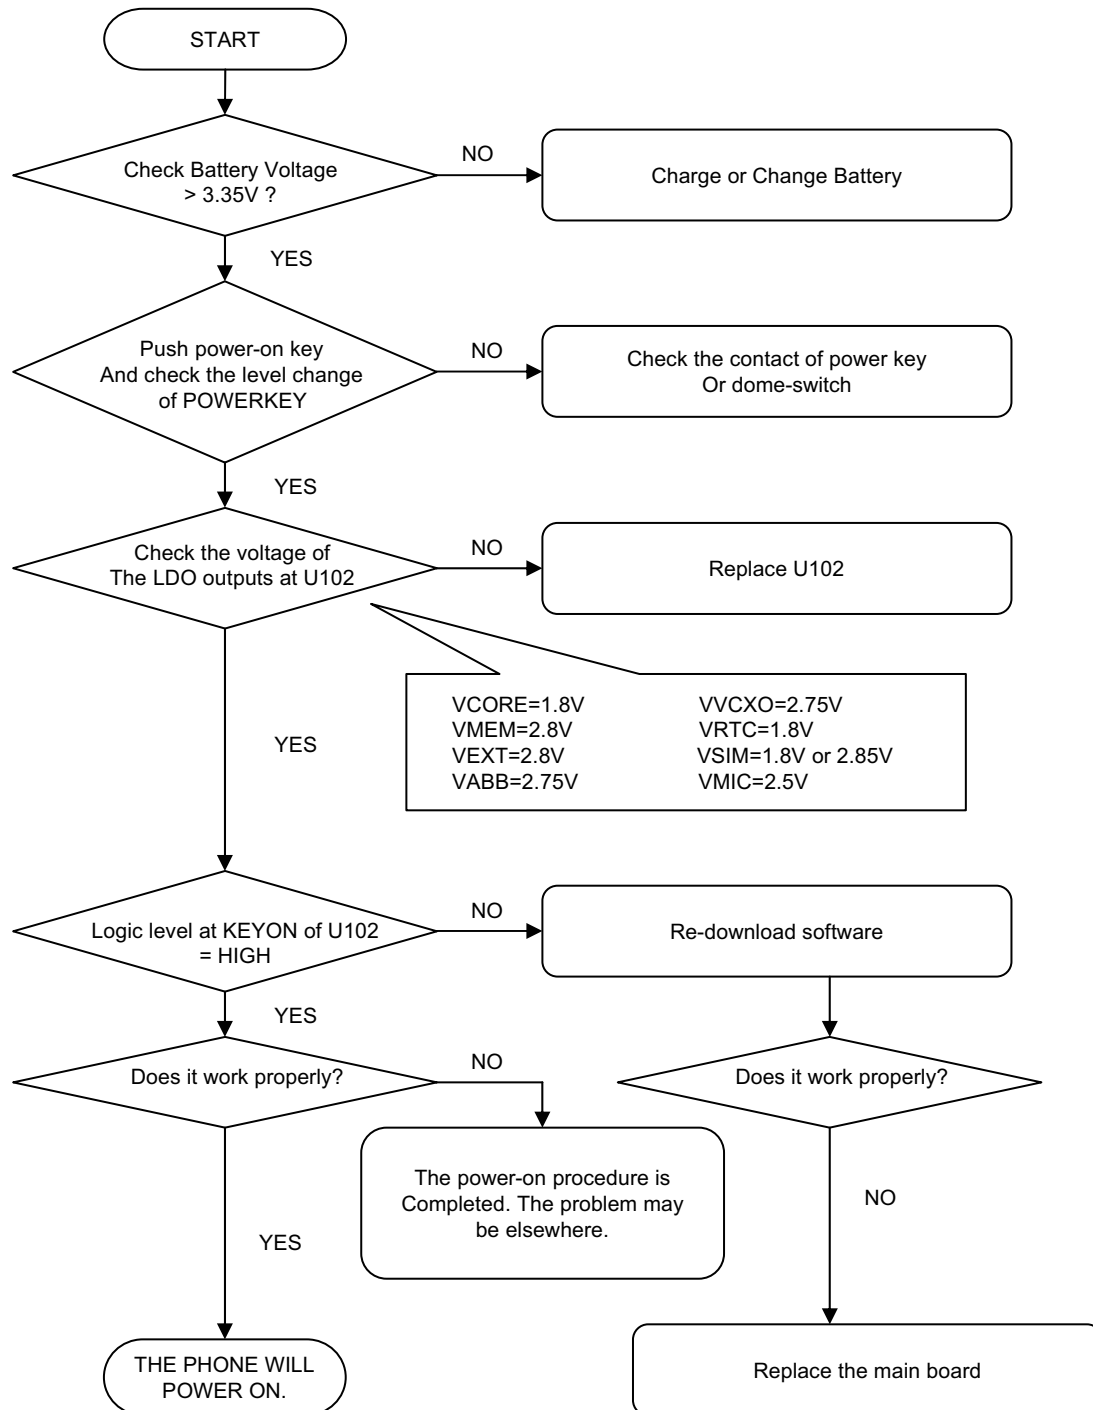 START
Check Battery Voltage
> 3.35V ?
NO
Charge or Change Battery
YES
Push power-on key
And check the level change
of POWERKEY
NO
Check the contact of power key
Or dome-switch
YES
Check the voltage of
The LDO outputs at U102
NO
Replace U102
VCORE=1.8V
VMEM=2.8V
VEXT=2.8V
VABB=2.75V
VVCXO=2.75V
VRTC=1.8V
VSIM=1.8V or 2.85V
VMIC=2.5V
YES
Logic level at KEYON of U102
= HIGH
NO
Re-download software
YES
Does it work properly?
NO
The power-on procedure is
Completed. The problem may
be elsewhere.
Does it work properly?
NO
YES
THE PHONE WILL
POWER ON.
Replace the main board